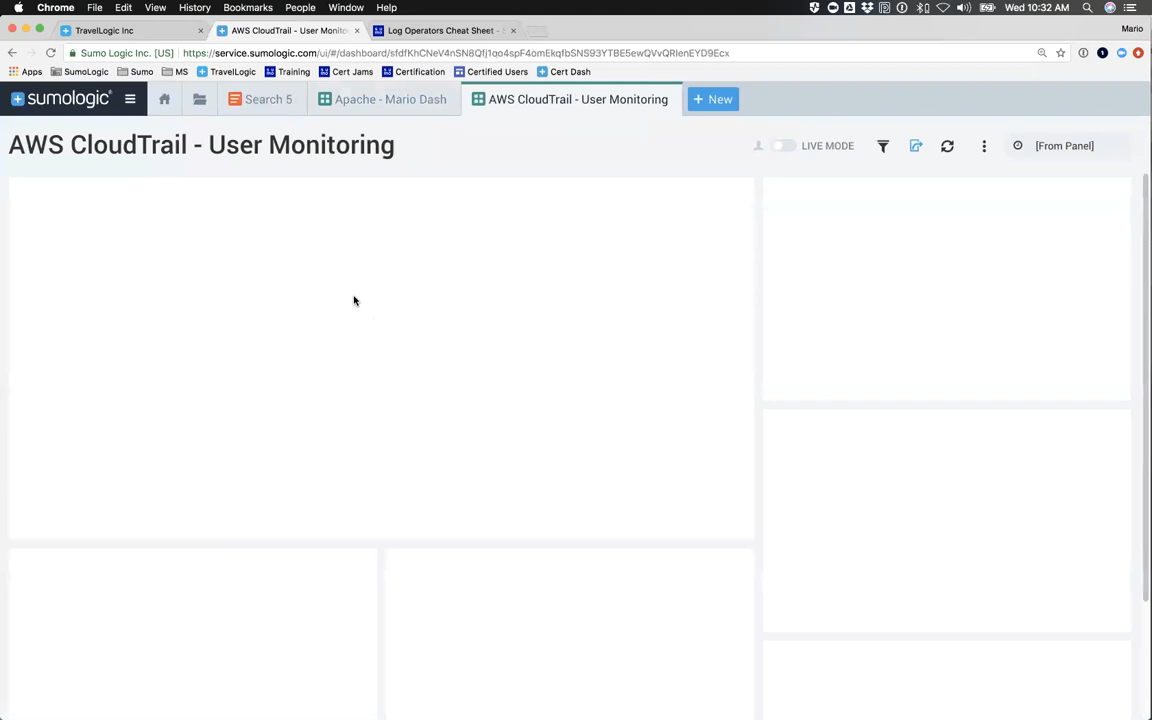 Chrome File Edit View History Bookmarks People Window Help Wed 10:32 AM
TravelLogic Inc AWS CloudTrail - User Monito Log Operators Cheat Sheet - Mario
Sumo Logic Inc. [US] https://service.sumologic.com/ui/#/dashboard/sfdfKhCNeV4nSN8Qfj1qo4spF4omEkqfbSNS93YTBE5ewQVvQRIenEYD9Ecx
Apps SumoLogic Sumo MS TravelLogic Training Cert Jams Certification Certified Users Cert Dash
sumologic Search 5 Apache - Mario Dash AWS CloudTrail - User Monitoring + New
AWS CloudTrail - User Monitoring LIVE MODE [From Panel]